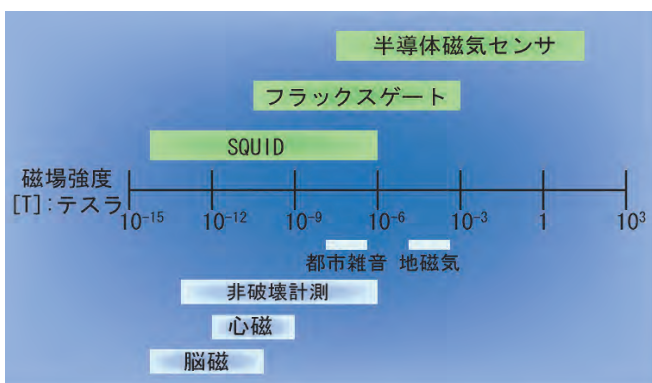 半導体磁気センサ
フラックスゲート
SQUID
磁場強度
[T]:テスラ
10⁻¹⁵ 10⁻¹² 10⁻⁹ 10⁻⁶ 10⁻³ 1 10³
都市雑音 地磁気
非破壊計測
心磁
脳磁